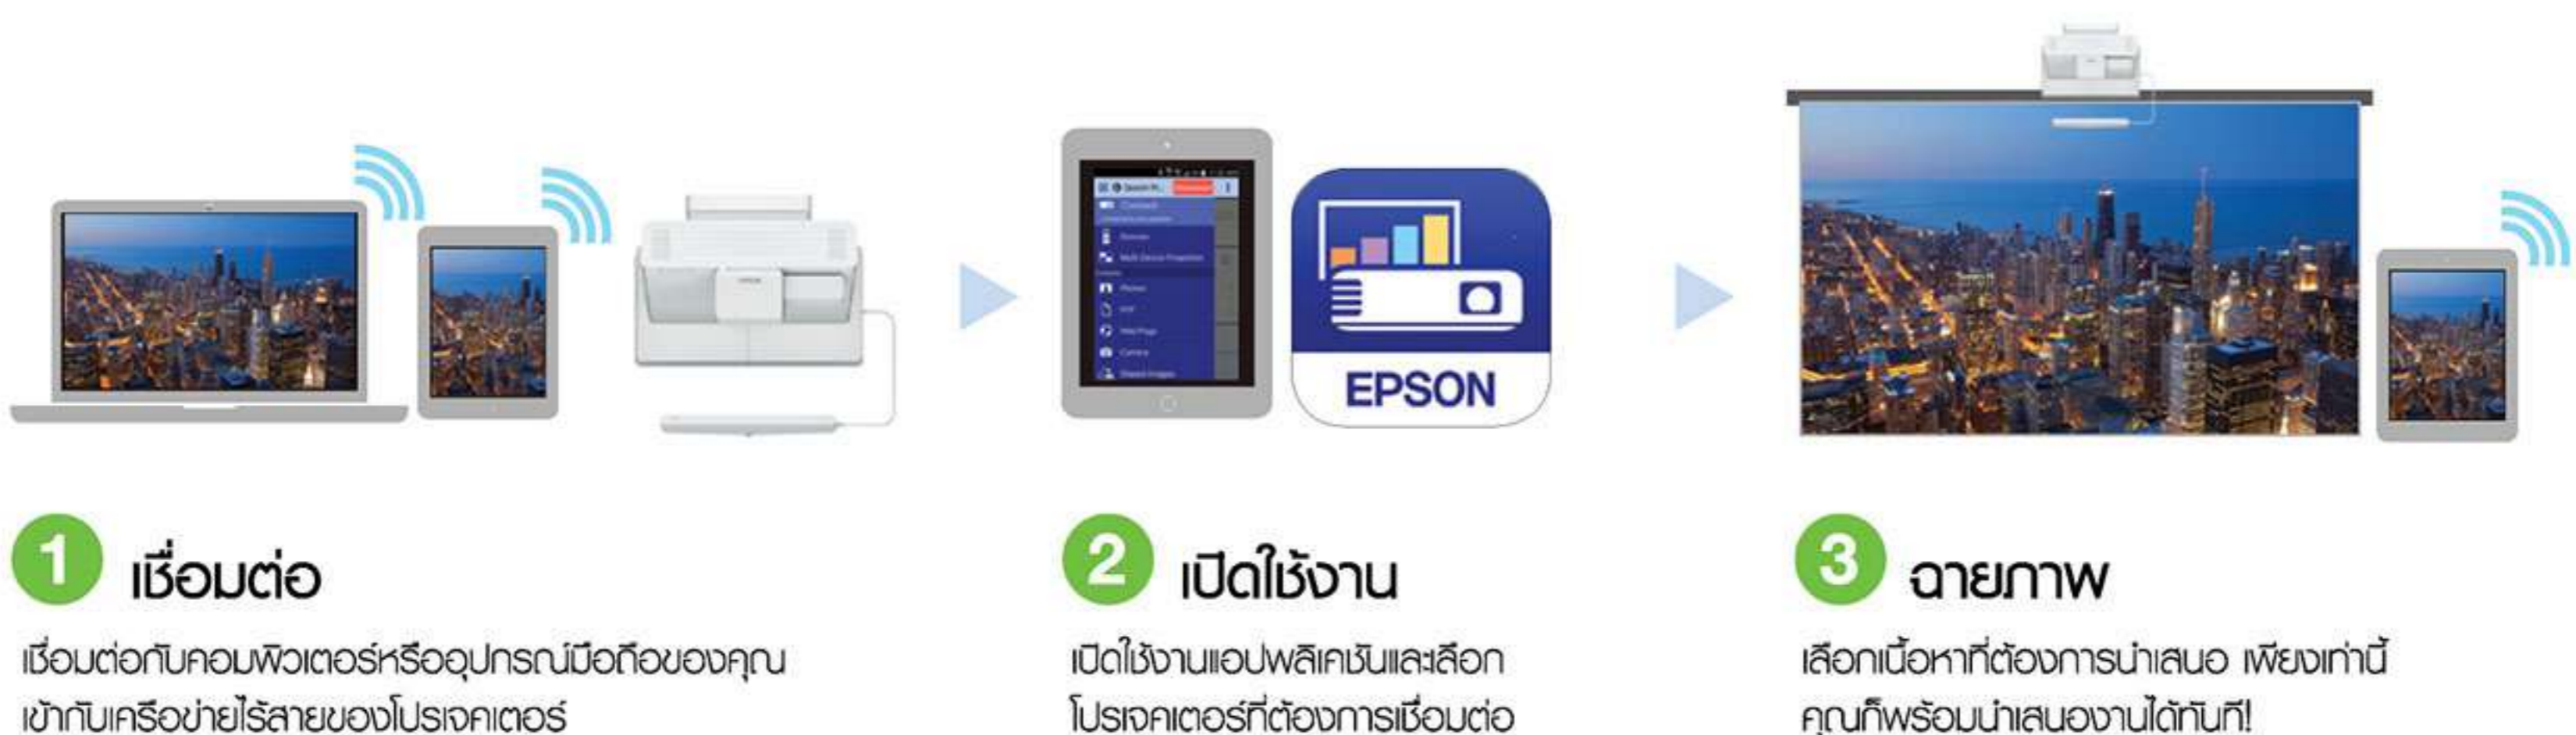 EPSON
1 เชื่อมต่อ
เชื่อมต่อกับคอมพิวเตอร์หรืออุปกรณ์มือถือของคุณ
เข้ากับเครือข่ายไร้สายของโปรเจคเตอร์
2 เปิดใช้งาน
เปิดใช้งานแอปพลิเคชันและเลือก
โปรเจคเตอร์ที่ต้องการเชื่อมต่อ
3 ฉายภาพ
เลือกเนื้อหาที่ต้องการนำเสนอ เพียงเท่านี้
คุณก็พร้อมนำเสนองานได้ทันที!